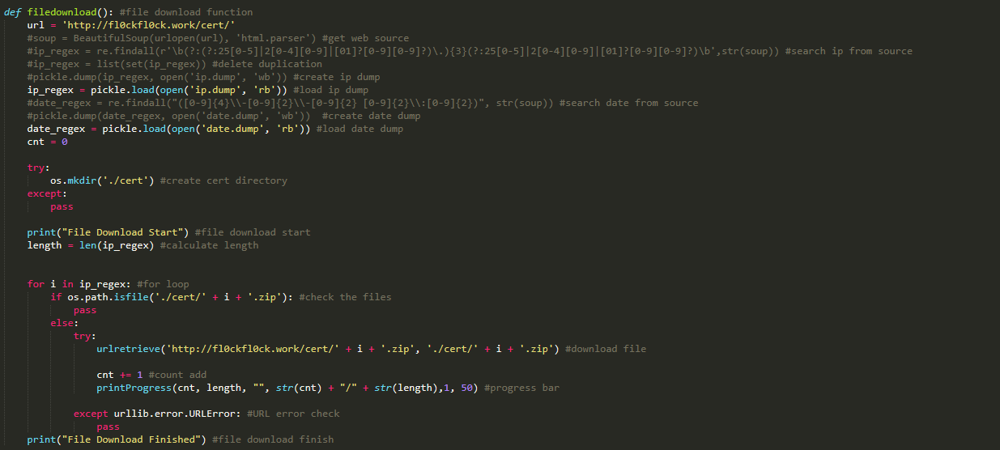 def filedownload(): #file download function
url = 'http://fl0ckfl0ck.work/cert/'
#soup = BeautifulSoup(urlopen(url), 'html.parser') #get web source
#ip_regex = re.findall(r'\b(?:(?:25[0-5]|2[0-4][0-9]|[01]?[0-9][0-9]?)\.){3}(?:25[0-5]|2[0-4][0-9]|[01]?[0-9][0-9]?)\b',str(soup)) #search ip from source
#ip_regex = list(set(ip_regex)) #delete duplication
#pickle.dump(ip_regex, open('ip.dump', 'wb')) #create ip dump
ip_regex = pickle.load(open('ip.dump', 'rb')) #load ip dump
#date_regex = re.findall("([0-9]{4}\\-[0-9]{2}\\-[0-9]{2} [0-9]{2}\\:[0-9]{2})", str(soup)) #search date from source
#pickle.dump(date_regex, open('date.dump', 'wb'))  #create date dump
date_regex = pickle.load(open('date.dump', 'rb')) #load date dump
cnt = 0
try:
os.mkdir('./cert') #create cert directory
except:
pass
print("File Download Start") #file download start
length = len(ip_regex) #calculate length
for i in ip_regex: #for loop
if os.path.isfile('./cert/' + i + '.zip'): #check the files
pass
else:
try:
urlretrieve('http://fl0ckfl0ck.work/cert/' + i + '.zip', './cert/' + i + '.zip') #download file
cnt += 1 #count add
printProgress(cnt, length, "", str(cnt) + "/" + str(length),1, 50) #progress bar
except urllib.error.URLError: #URL error check
pass
print("File Download Finished") #file download finish